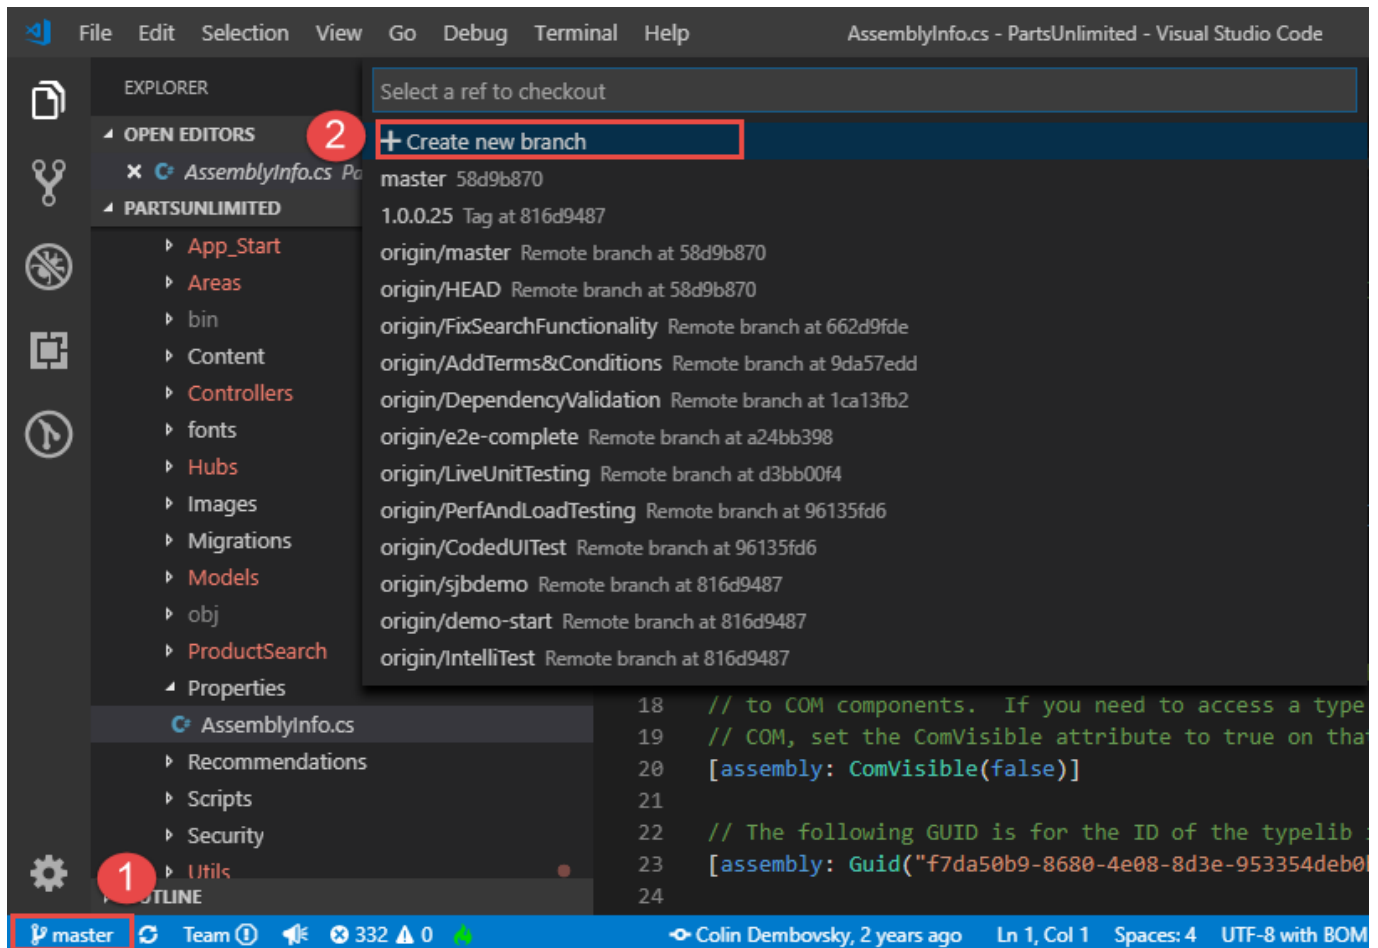 File Edit Selection View Go Debug Terminal Help AssemblyInfo.cs - PartsUnlimited - Visual Studio Code
EXPLORER
Select a ref to checkout
OPEN EDITORS
2
Create new branch
AssemblyInfo.cs
master 58d9b870
PARTSUNLIMITED
1.0.0.25 Tag at 816d9487
App_Start
origin/master Remote branch at 58d9b870
Areas
origin/HEAD Remote branch at 58d9b870
bin
origin/FixSearchFunctionality Remote branch at 662d9fde
Content
origin/AddTerms&Conditions Remote branch at 9da57edd
Controllers
origin/DependencyValidation Remote branch at 1ca13fb2
fonts
origin/e2e-complete Remote branch at a24bb398
Hubs
origin/LiveUnitTesting Remote branch at d3bb00f4
Images
origin/PerfAndLoadTesting Remote branch at 96135fd6
Migrations
origin/CodedUITest Remote branch at 96135fd6
Models
origin/sjbdemo Remote branch at 816d9487
obj
origin/demo-start Remote branch at 816d9487
ProductSearch
origin/IntelliTest Remote branch at 816d9487
Properties
C# AssemblyInfo.cs
Recommendations
Scripts
Security
Utils
1
18 // to COM components. If you need to access a type
19 // COM, set the ComVisible attribute to true on
20 [assembly: ComVisible(false)]
21
22 // The following GUID is for the ID of the typelib
23 [assembly: Guid("f7da50b9-8680-4e08-8d3e-953354deb0
24
master Team 332 0 Colin Dembovsky, 2 years ago Ln 1, Col 1 Spaces: 4 UTF-8 with BOM